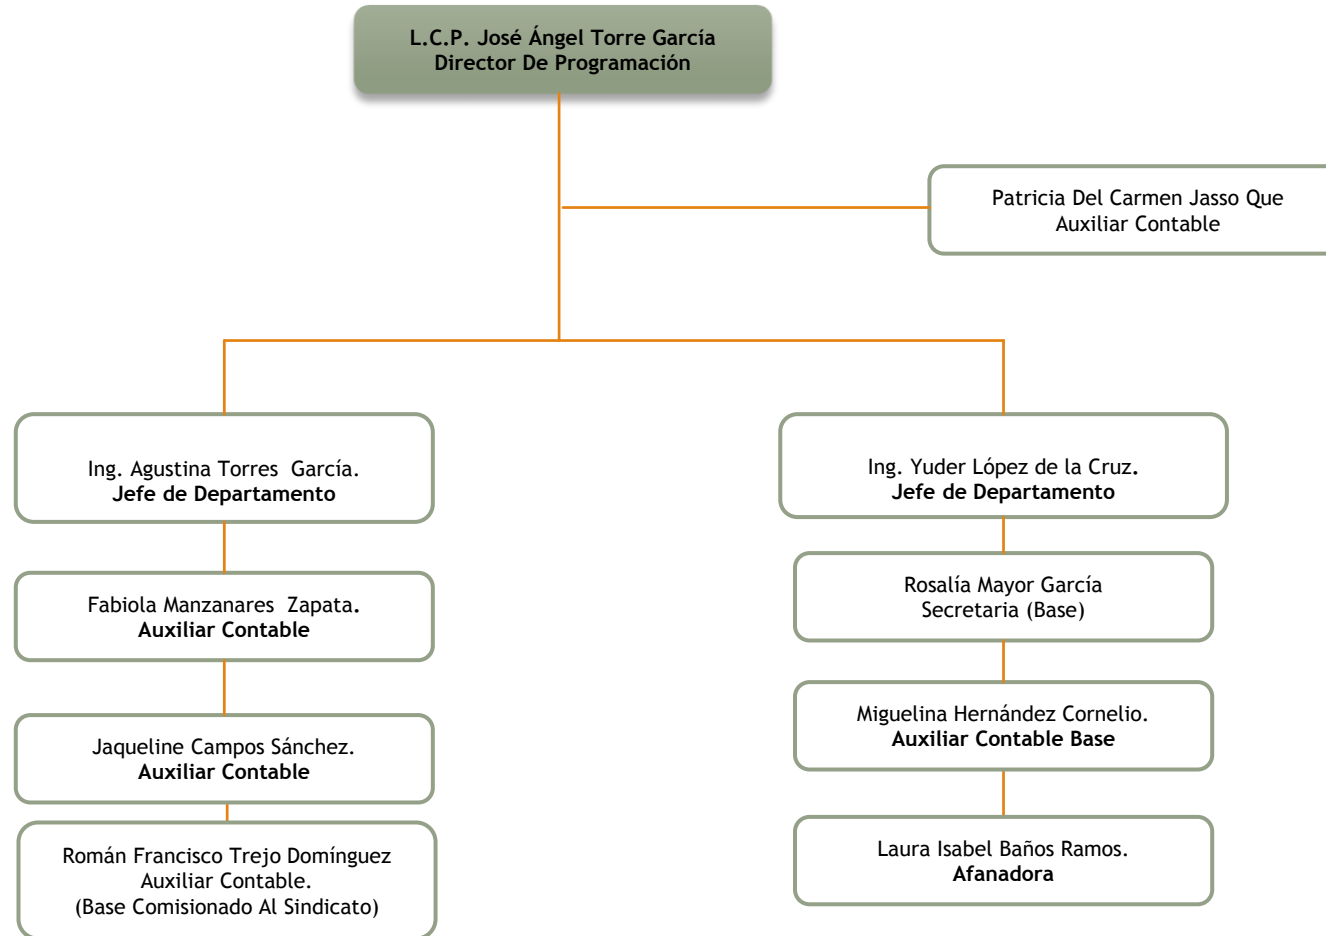 L.C.P. José Ángel Torre García
Director De Programación
Patricia Del Carmen Jasso Que
Auxiliar Contable
Ing. Agustina Torres  García.
Jefe de Departamento
Fabiola Manzanares  Zapata.
Auxiliar Contable
Jaqueline Campos Sánchez.
Auxiliar Contable
Román Francisco Trejo Domínguez
Auxiliar Contable.
(Base Comisionado Al Sindicato)
Ing. Yuder López de la Cruz.
Jefe de Departamento
Rosalía Mayor García
Secretaria (Base)
Miguelina Hernández Cornelio.
Auxiliar Contable Base
Laura Isabel Baños Ramos.
Afanadora